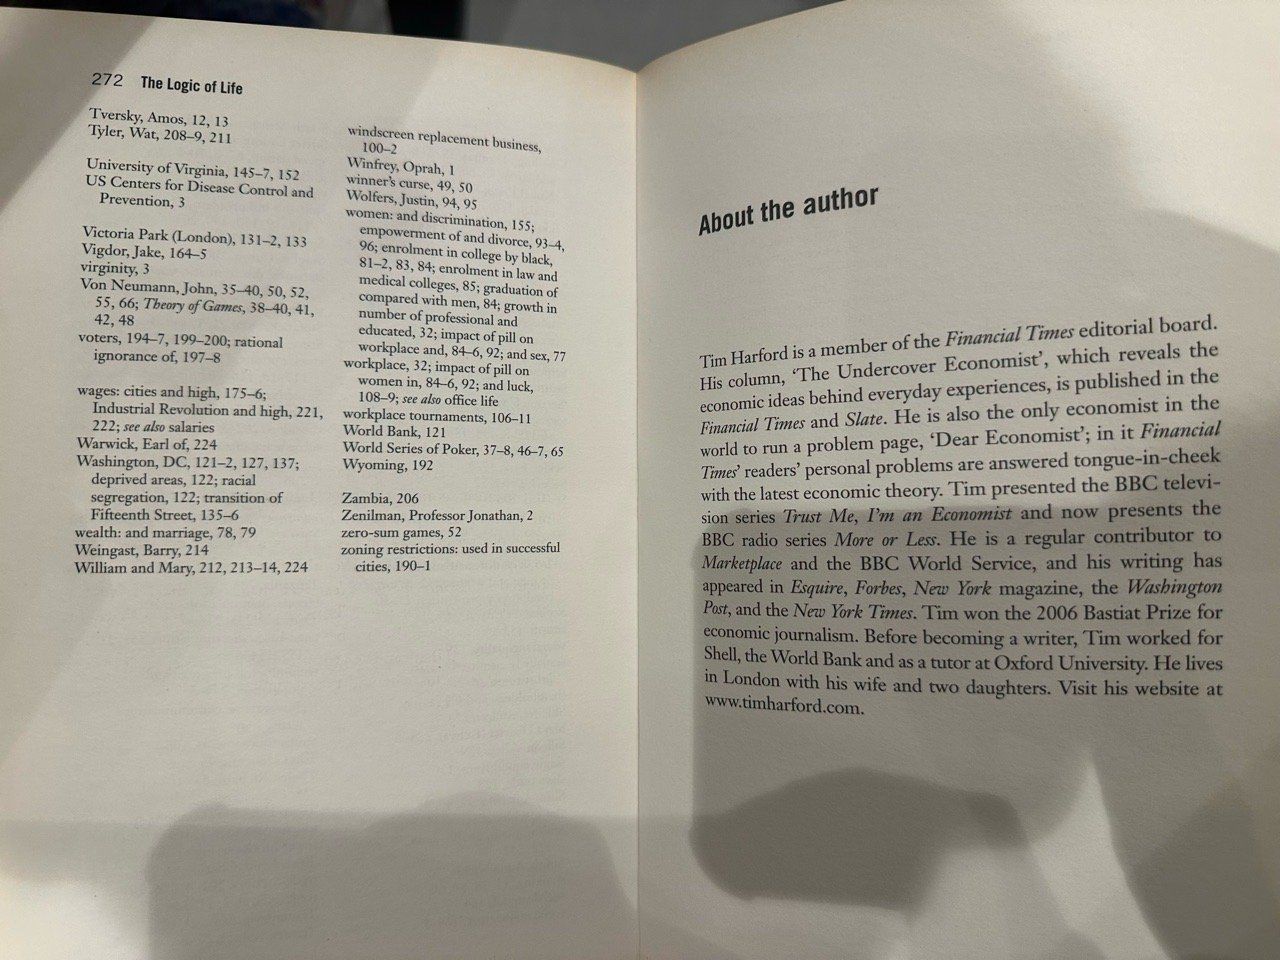 272 The Logic of Life
Tversky, Amos, 12, 13
Tyler, Wat, 208–9, 211
University of Virginia, 145–7, 152
US Centers for Disease Control and
Prevention, 3
Victoria Park (London), 131–2, 133
Vigdor, Jake, 164–5
virginity, 3
Von Neumann, John, 35–40, 50, 52,
55, 66; Theory of Games, 38–40, 41,
42, 48
voters, 194–7, 199–200; rational
ignorance of, 197–8
wages: cities and high, 175–6;
Industrial Revolution and high, 221,
222; see also salaries
Warwick, Earl of, 224
Washington, DC, 121–2, 127, 137;
deprived areas, 122; racial
segregation, 122; transition of
Fifteenth Street, 135–6
wealth: and marriage, 78, 79
Weingast, Barry, 214
William and Mary, 212, 213–14, 224
windscreen replacement business,
100–2
Winfrey, Oprah, 1
winner's curse, 49, 50
Wolfers, Justin, 94, 95
women: and discrimination, 155;
empowerment of and divorce, 93–4,
96; enrolment in college by black,
81–2, 83, 84; enrolment in law and
medical colleges, 85; graduation of
compared with men, 84; growth in
number of professional and
educated, 32; impact of pill on
workplace and, 84–6, 92; and sex, 77
workplace, 32; impact of pill on
women in, 84–6, 92; and luck,
108–9; see also office life
workplace tournaments, 106–11
World Bank, 121
World Series of Poker, 37–8, 46–7, 65
Wyoming, 192
Zambia, 206
Zenilman, Professor Jonathan, 2
zero-sum games, 52
zoning restrictions: used in successful
cities, 190–1
About the author
Tim Harford is a member of the Financial Times editorial board.
His column, ‘The Undercover Economist’, which reveals the
economic ideas behind everyday experiences, is published in the
Financial Times and Slate. He is also the only economist in the
world to run a problem page, ‘Dear Economist’; in it Financial
Times’ readers’ personal problems are answered tongue-in-cheek
with the latest economic theory. Tim presented the BBC televi-
sion series Trust Me, I’m an Economist and now presents the
BBC radio series More or Less. He is a regular contributor to
Marketplace and the BBC World Service, and his writing has
appeared in Esquire, Forbes, New York magazine, the Washington
Post, and the New York Times. Tim won the 2006 Bastiat Prize for
economic journalism. Before becoming a writer, Tim worked for
Shell, the World Bank and as a tutor at Oxford University. He lives
in London with his wife and two daughters. Visit his website at
www.timharford.com.